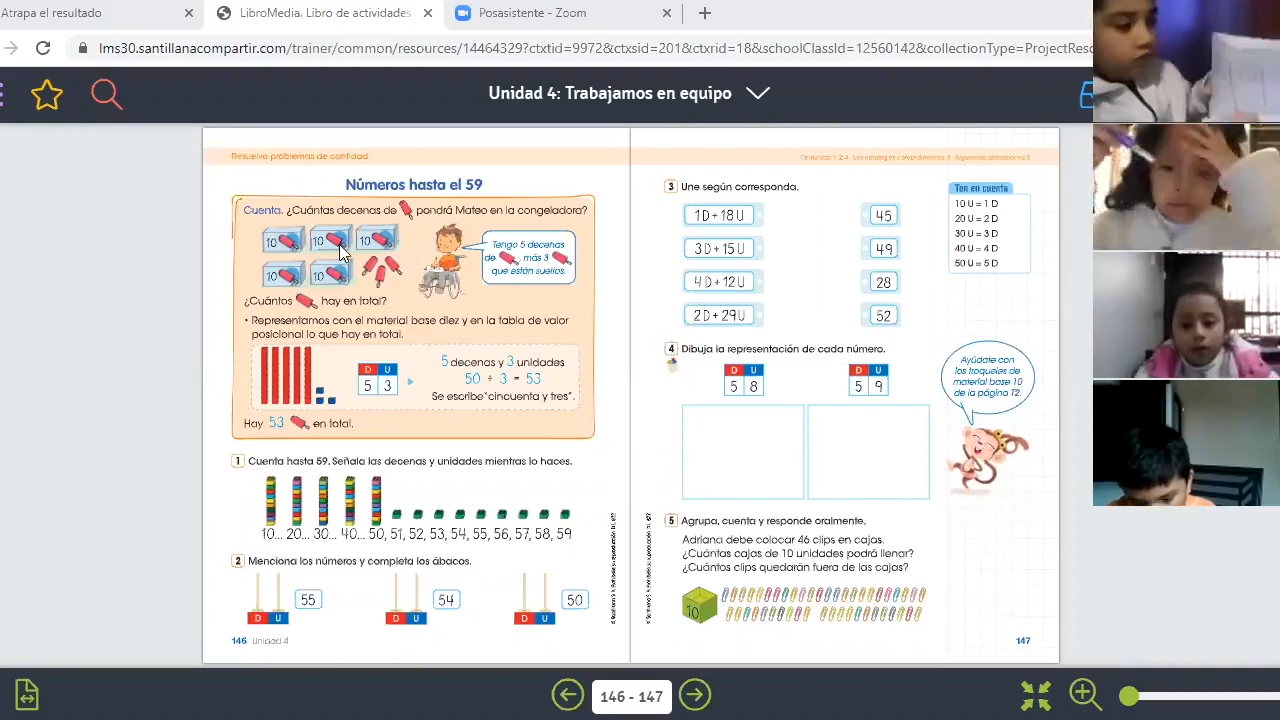 Atrapa el resultado
LibroMedia. Libro de actividades
Posasistente - Zoom
lms30.santillanacompartir.com/trainer/common/resources/14464329?ctxtid=9972&ctxsid=201&ctxrid=18&schoolClassId=12560142&collectionType=ProjectReso
Unidad 4: Trabajamos en equipo
Resuelve problemas de cantidad
Números hasta el 59
Cuenta. ¿Cuántas decenas de pondrá Mateo en la congeladora?
10 10 10
10 10
Tengo 5 decenas
de , más 3
que están sueltos.
¿Cuántos hay en total?
• Representamos con el material base diez y en la tabla de valor
posicional lo que hay en total.
D U
5 3
5 decenas y 3 unidades
50 + 3 = 53
Se escribe "cincuenta y tres".
Hay 53 en total.
1 Cuenta hasta 59. Señala las decenas y unidades mientras lo haces.
10... 20... 30... 40... 50, 51, 52, 53, 54, 55, 56, 57, 58, 59
2 Menciona los números y completa los ábacos.
D U 55
D U 54
D U 50
146 Unidad 4
3 Une según corresponda.
1D+18U 45
3D+15U 49
4D+12U 28
2D+29U 52
Ten en cuenta
10 U = 1 D
20 U = 2 D
30 U = 3 D
40 U = 4 D
50 U = 5 D
4 Dibuja la representación de cada número.
D U
5 8
D U
5 9
Ayúdate con
los troqueles de
material base 10
de la página T2.
5 Agrupa, cuenta y responde oralmente.
Adriana debe colocar 46 clips en cajas.
¿Cuántas cajas de 10 unidades podrá llenar?
¿Cuántos clips quedarán fuera de las cajas?
10
147
146 - 147